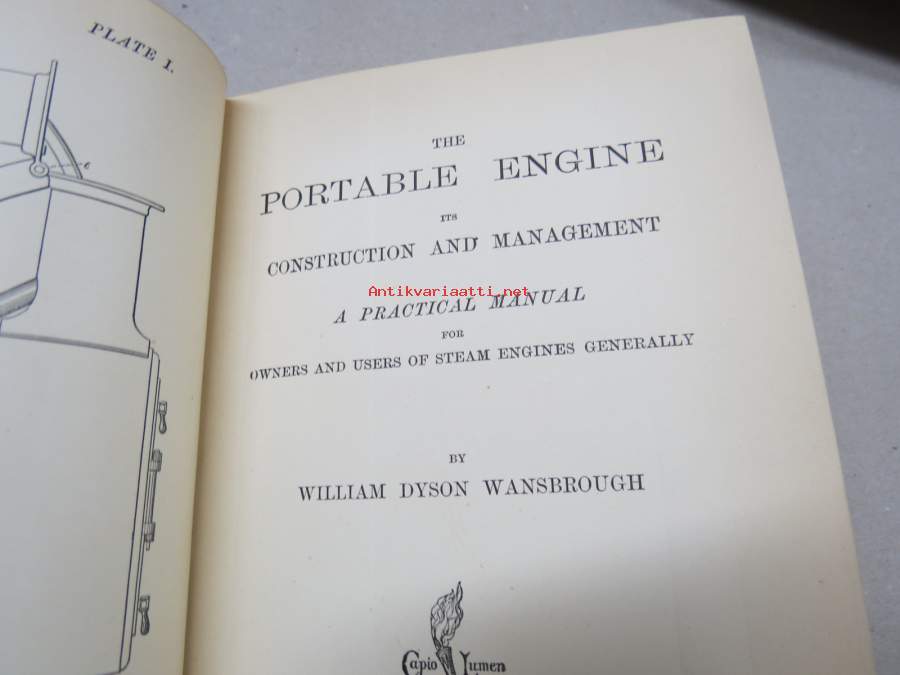 PLATE I.
e
THE
PORTABLE ENGINE
ITS
CONSTRUCTION AND MANAGEMENT
Antikvariaatti.net
A PRACTICAL MANUAL
FOR
OWNERS AND USERS OF STEAM ENGINES GENERALLY
BY
WILLIAM DYSON WANSBROUGH
Capio Lumen